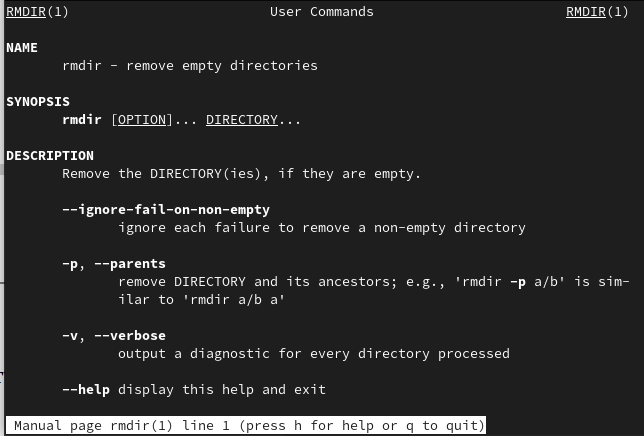 RMDIR(1) User Commands RMDIR(1)
NAME
rmdir - remove empty directories
SYNOPSIS
rmdir [OPTION]... DIRECTORY...
DESCRIPTION
Remove the DIRECTORY(ies), if they are empty.
--ignore-fail-on-non-empty
ignore each failure to remove a non-empty directory
-p, --parents
remove DIRECTORY and its ancestors; e.g., 'rmdir -p a/b' is sim-
ilar to 'rmdir a/b a'
-v, --verbose
output a diagnostic for every directory processed
--help display this help and exit
Manual page rmdir(1) line 1 (press h for help or q to quit)